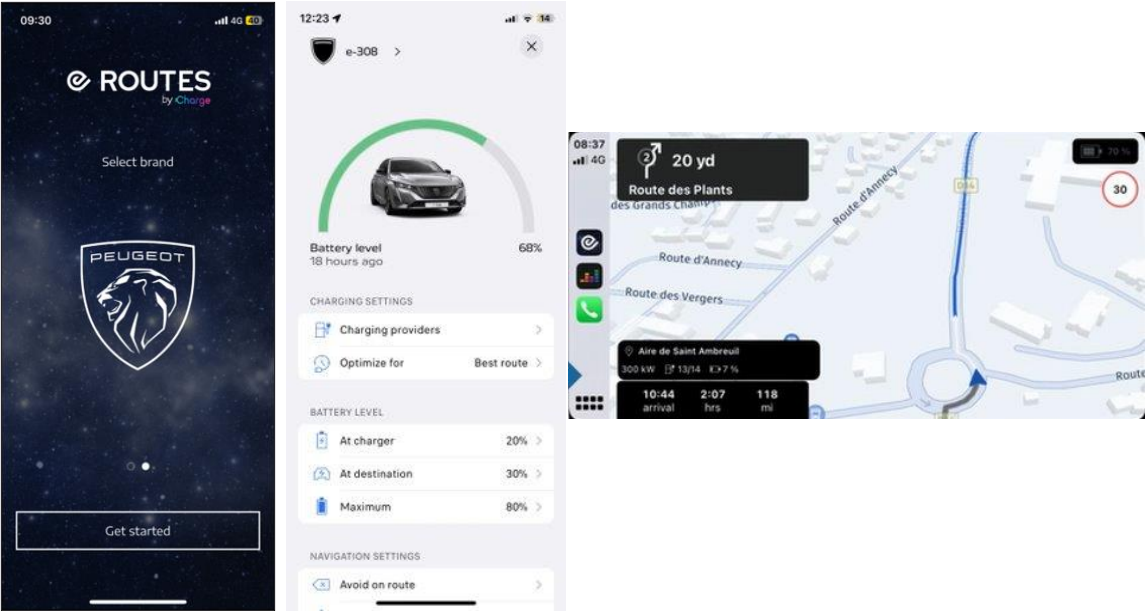 09:30
4G 40
ROUTES
by iCharge
Select brand
PEUGEOT
Get started
12:23
14
e-308
Battery level 68%
18 hours ago
CHARGING SETTINGS
Charging providers
Optimize for Best route
BATTERY LEVEL
At charger 20%
At destination 30%
Maximum 80%
NAVIGATION SETTINGS
Avoid on route
08:37
4G
2
20 yd
Route des Plants
70 %
30
des Grands Champs
Route d'Annecy
Route d'Annecy
Route des Vergers
Route
Aire de Saint Ambreuil
300 kW 13/14 7 %
10:44 2:07 118
arrival hrs mi